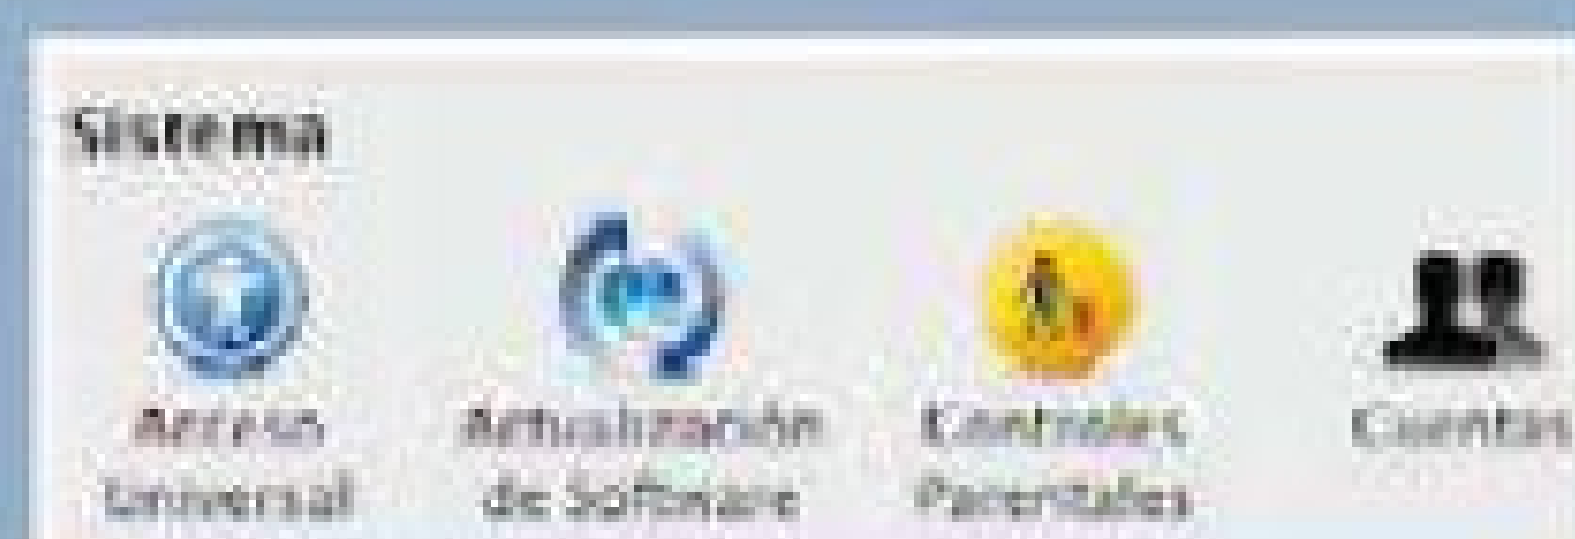 Sistema
Acceso Actualización Controles Cuentas
Universal de Software Parentales